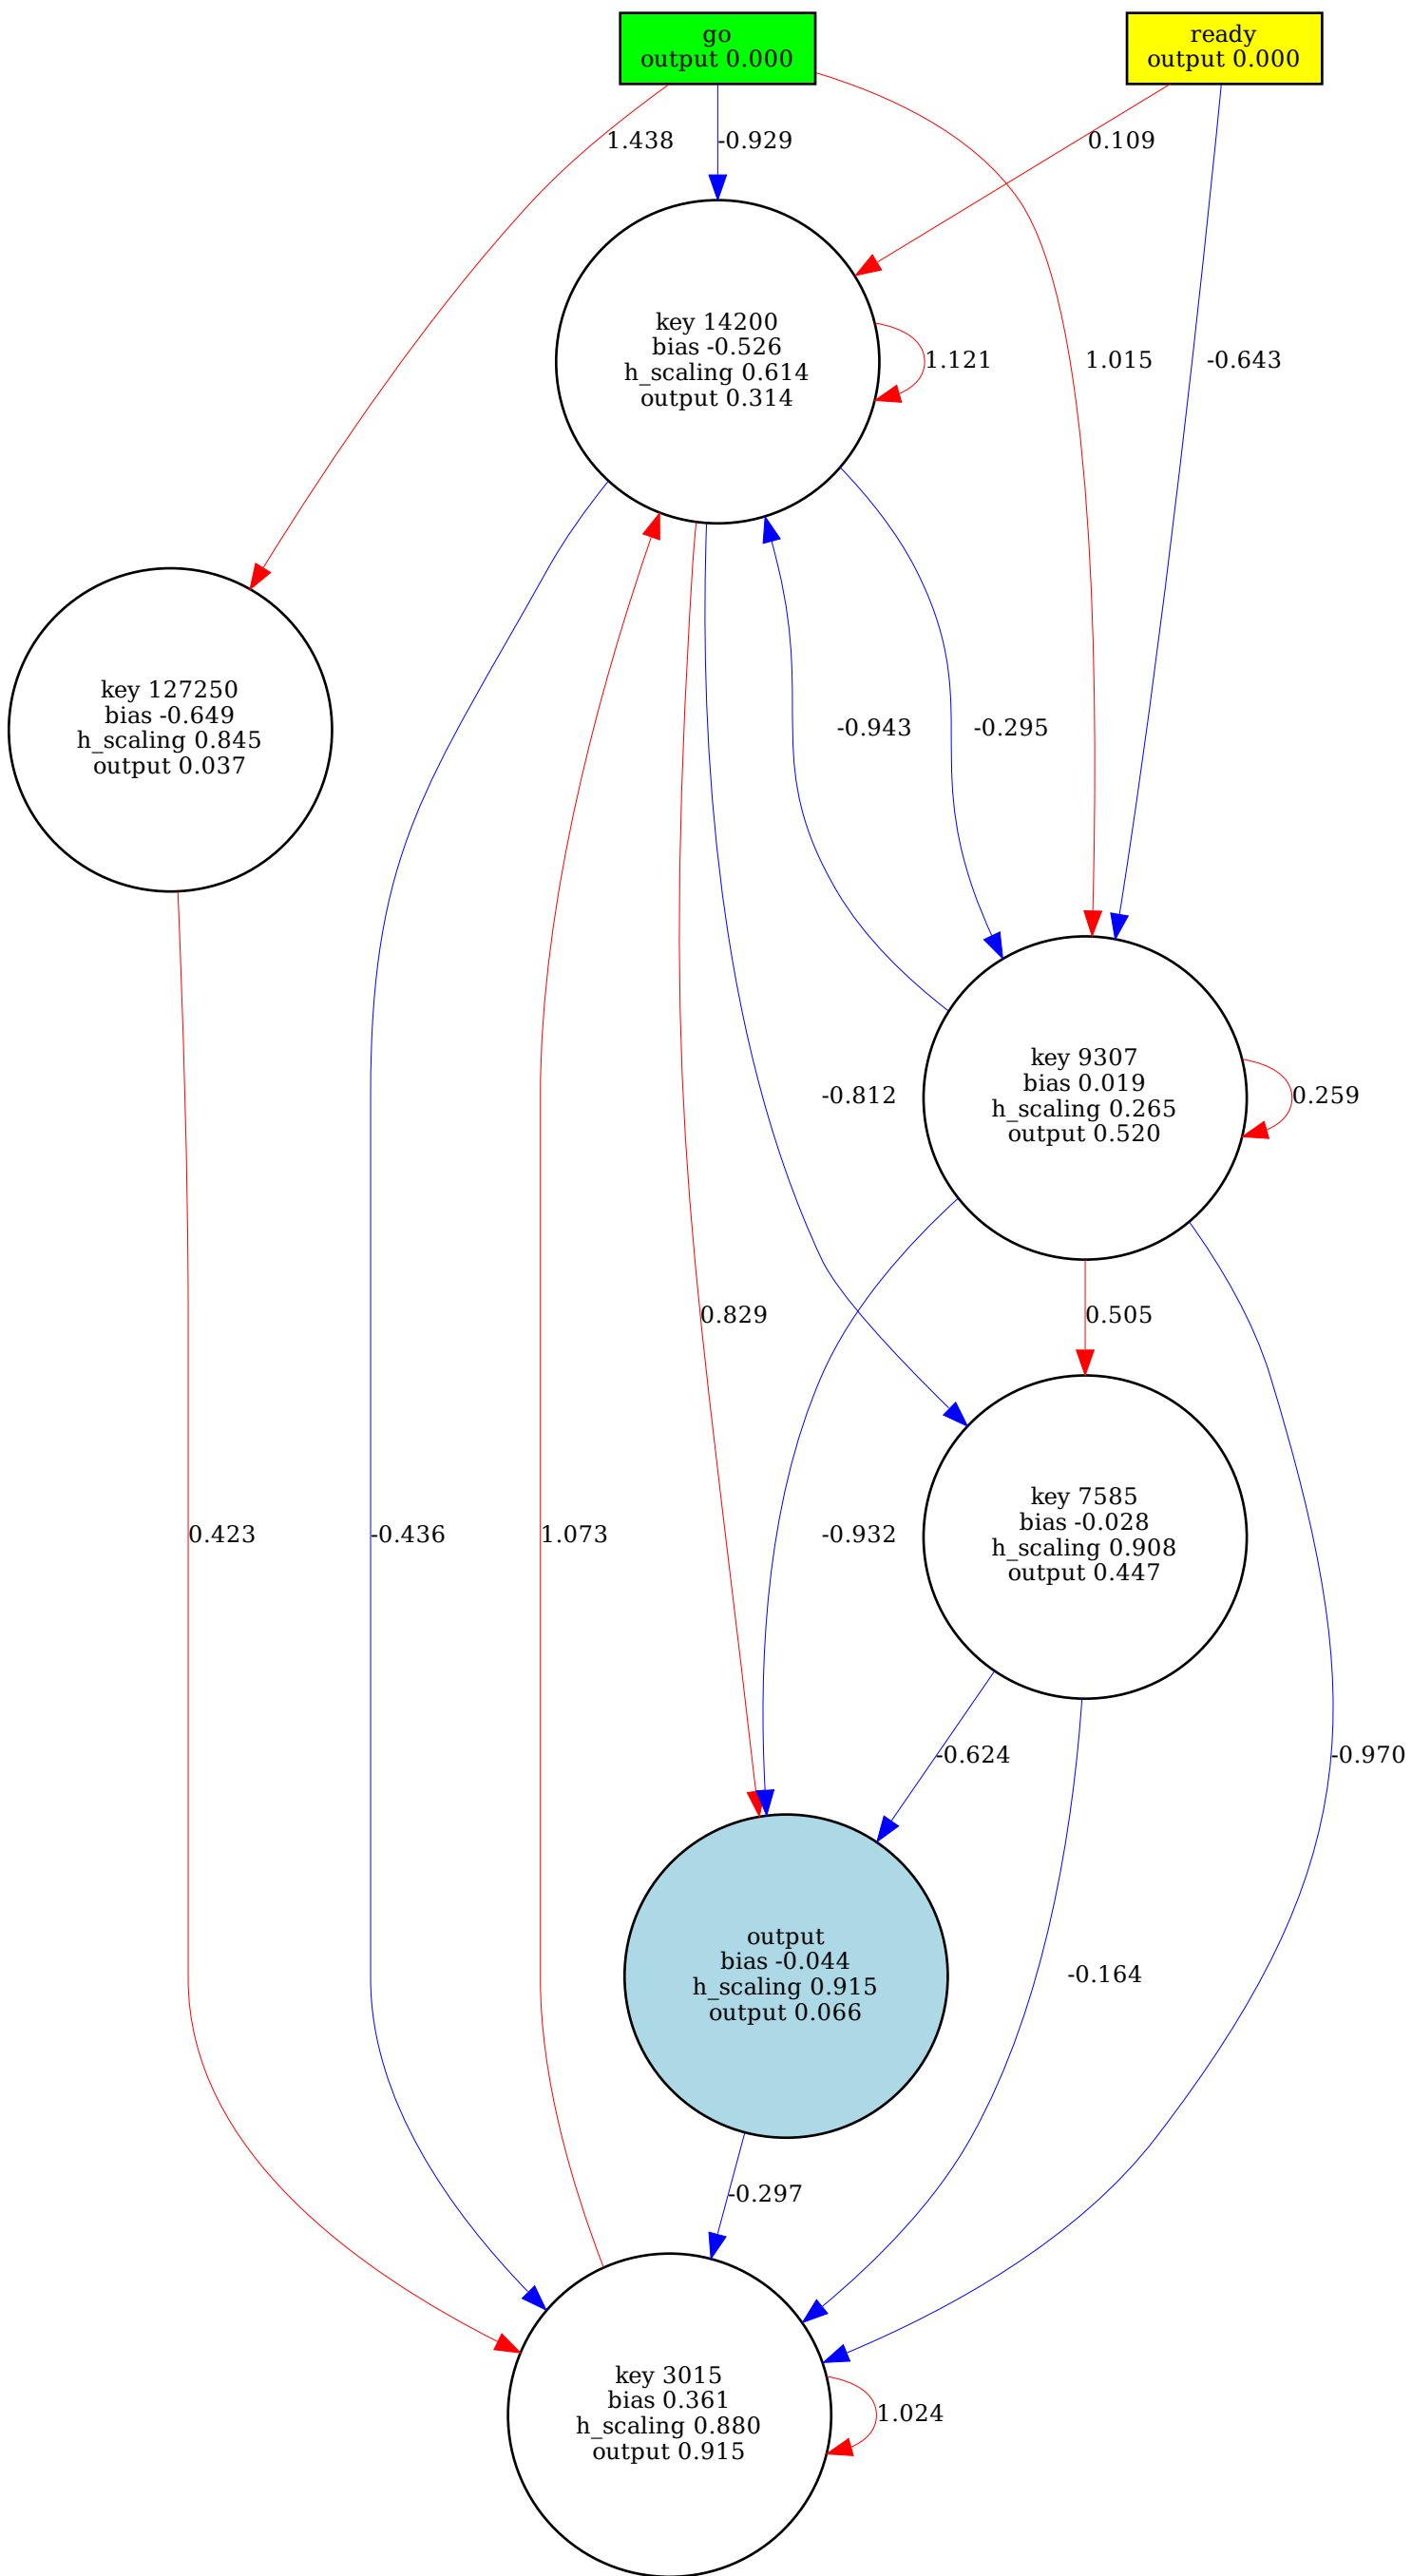 go
output 0.000
ready
output 0.000
1.438
-0.929
0.109
key 14200
bias -0.526
h_scaling 0.614
output 0.314
1.121
1.015
-0.643
key 127250
bias -0.649
h_scaling 0.845
output 0.037
-0.943
-0.295
key 9307
bias 0.019
h_scaling 0.265
output 0.520
-0.812
0.259
0.829
0.505
key 7585
bias -0.028
h_scaling 0.908
output 0.447
0.423
-0.436
1.073
-0.932
-0.624
-0.970
output
bias -0.044
h_scaling 0.915
output 0.066
-0.164
-0.297
key 3015
bias 0.361
h_scaling 0.880
output 0.915
1.024